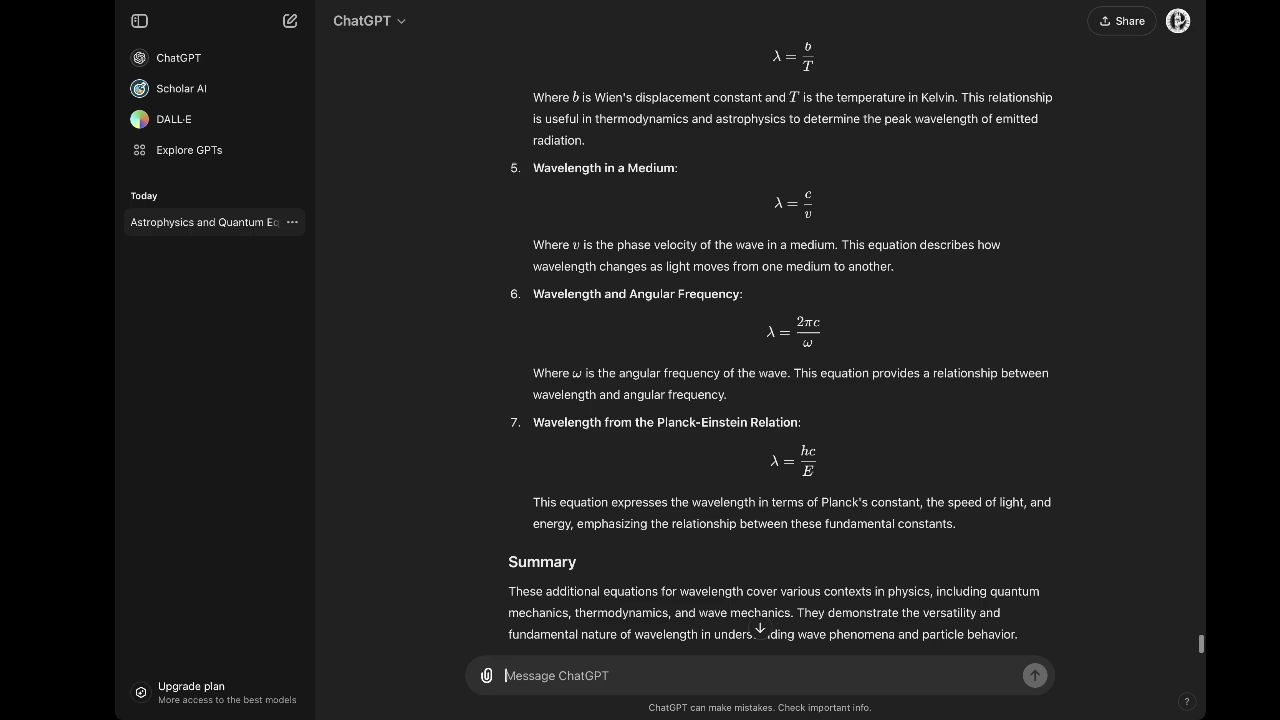 ChatGPT
Share
ChatGPT
Scholar AI
DALL·E
Explore GPTs
Today
Astrophysics and Quantum Eq
Upgrade plan
More access to the best models
λ = b/T
Where b is Wien's displacement constant and T is the temperature in Kelvin. This relationship
is useful in thermodynamics and astrophysics to determine the peak wavelength of emitted
radiation.
5. Wavelength in a Medium:
λ = c/v
Where v is the phase velocity of the wave in a medium. This equation describes how
wavelength changes as light moves from one medium to another.
6. Wavelength and Angular Frequency:
λ = 2πc/ω
Where ω is the angular frequency of the wave. This equation provides a relationship between
wavelength and angular frequency.
7. Wavelength from the Planck-Einstein Relation:
λ = hc/E
This equation expresses the wavelength in terms of Planck's constant, the speed of light, and
energy, emphasizing the relationship between these fundamental constants.
Summary
These additional equations for wavelength cover various contexts in physics, including quantum
mechanics, thermodynamics, and wave mechanics. They demonstrate the versatility and
fundamental nature of wavelength in understanding wave phenomena and particle behavior.
Message ChatGPT
ChatGPT can make mistakes. Check important info.
?